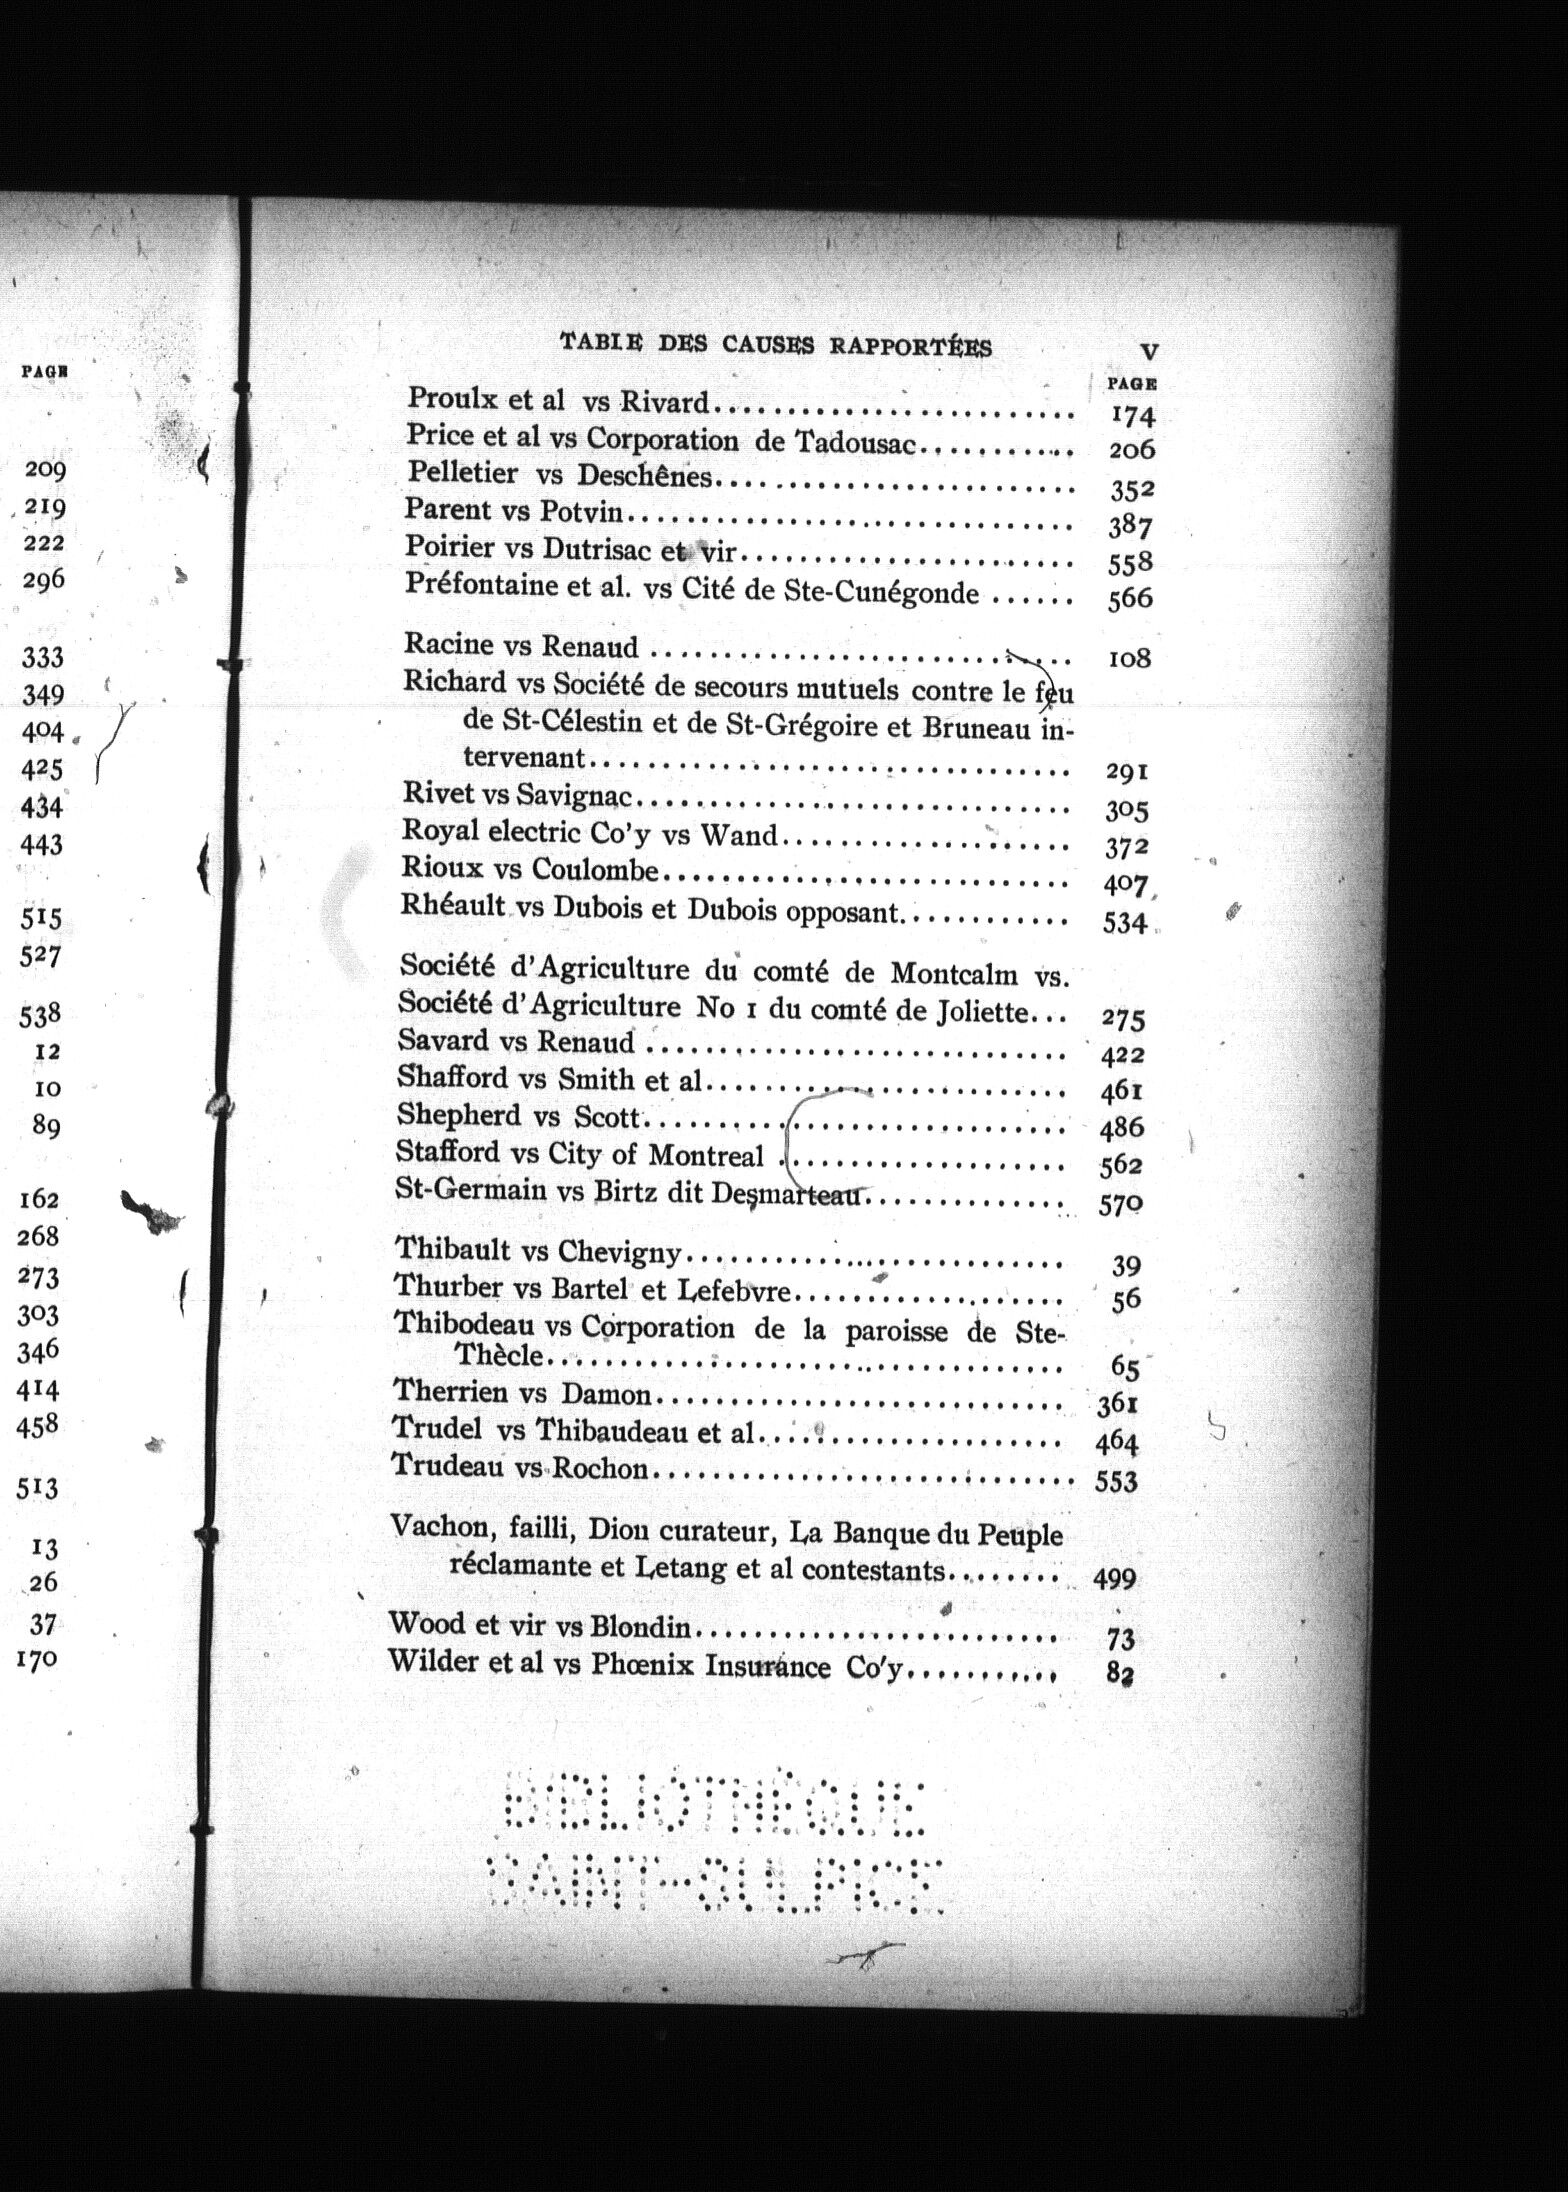 PAGE
209
219
222
296
333
349
404
425
434
443
515
527
538
12
10
89
162
268
273
303
346
414
458
513
13
26
37
170
TABLE DES CAUSES RAPPORTÉES V
PAGE
Proulx et al vs Rivard......................... 174
Price et al vs Corporation de Tadousac........... 206
Pelletier vs Deschênes......................... 352
Parent vs Potvin.............................. 387
Poirier vs Dutrisac et vir....................... 558
Préfontaine et al. vs Cité de Ste-Cunégonde ...... 566
Racine vs Renaud ............................. 108
Richard vs Société de secours mutuels contre le feu
de St-Célestin et de St-Grégoire et Bruneau in-
tervenant................................. 291
Rivet vs Savignac.............................. 305
Royal electric Co'y vs Wand.................... 372
Rioux vs Coulombe............................ 407
Rhéault vs Dubois et Dubois opposant............ 534
Société d'Agriculture du comté de Montcalm vs.
Société d'Agriculture No 1 du comté de Joliette... 275
Savard vs Renaud ............................. 422
Shafford vs Smith et al......................... 461
Shepherd vs Scott............................. 486
Stafford vs City of Montreal .................... 562
St-Germain vs Birtz dit Desmarteau.............. 570
Thibault vs Chevigny.......................... 39
Thurber vs Bartel et Lefebvre................... 56
Thibodeau vs Corporation de la paroisse de Ste-
Thècle.................................... 65
Therrien vs Damon............................ 361
Trudel vs Thibaudeau et al..................... 464
Trudeau vs Rochon............................. 553
Vachon, failli, Dion curateur, La Banque du Peuple
réclamante et Letang et al contestants........ 499
Wood et vir vs Blondin......................... 73
Wilder et al vs Phœnix Insurance Co'y........... 82
BIBLIOTHÈQUE
SAINT-SULPICE